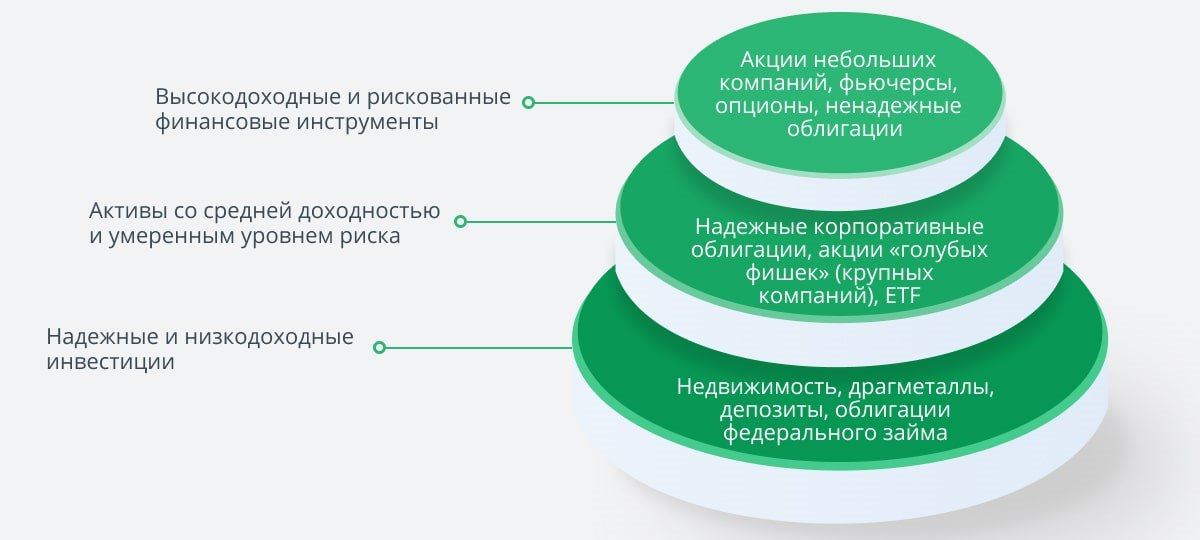 Высокодоходные и рискованные
финансовые инструменты
Акции небольших
компаний, фьючерсы,
опционы, ненадежные
облигации
Активы со средней доходностью
и умеренным уровнем риска
Надежные корпоративные
облигации, акции «голубых
фишек» (крупных
компаний), ETF
Надежные и низкодоходные
инвестиции
Недвижимость, драгметаллы,
депозиты, облигации
федерального займа